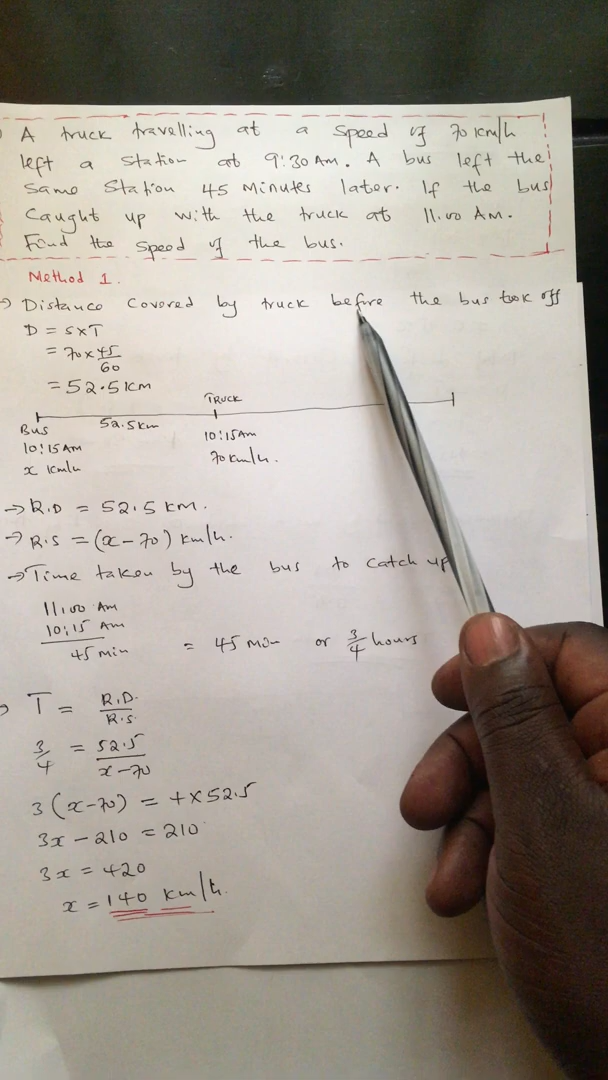 A truck travelling at a speed of 70 km/h
left a station at 9:30 AM. A bus left the
same station 45 minutes later. If the bus
caught up with the truck at 11.00 AM.
Find the speed of the bus.
Method 1.
→ Distance covered by truck before the bus took off
D = S×T
= 70 × 45/60
= 52.5 km
TRUCK
52.5km
Bus
10:15 AM
x km/h
10:15 AM
70 km/h.
→ R.D = 52.5 KM.
→ R.S = (x - 70) km/h.
→ Time taken by the bus to catch up
11:00 AM
10:15 AM
45 min = 45 min or 3/4 hours
T = R.D./R.S.
3/4 = 52.5/x-70
3(x-70) = 4×52.5
3x - 210 = 210
3x = 420
x = 140 km/h.